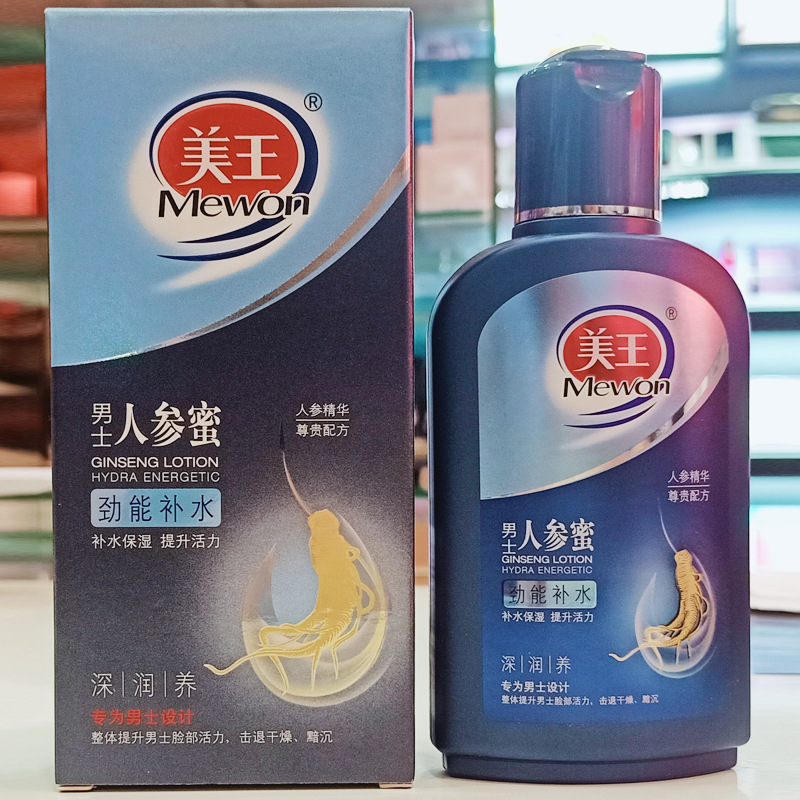 美王
®
Mewon
男士
人参蜜
GINSENG LOTION
HYDRA ENERGETIC
劲能补水
补水保湿 提升活力
人参精华
尊贵配方
深|润|养
专为男士设计
整体提升男士脸部活力，击退干燥、黯沉
美王
®
Mewon
人参精华
尊贵配方
男士
人参蜜
GINSENG LOTION
HYDRA ENERGETIC
劲能补水
补水保湿 提升活力
深|润|养
专为男士设计
整体提升男士脸部活力，击退干燥、黯沉